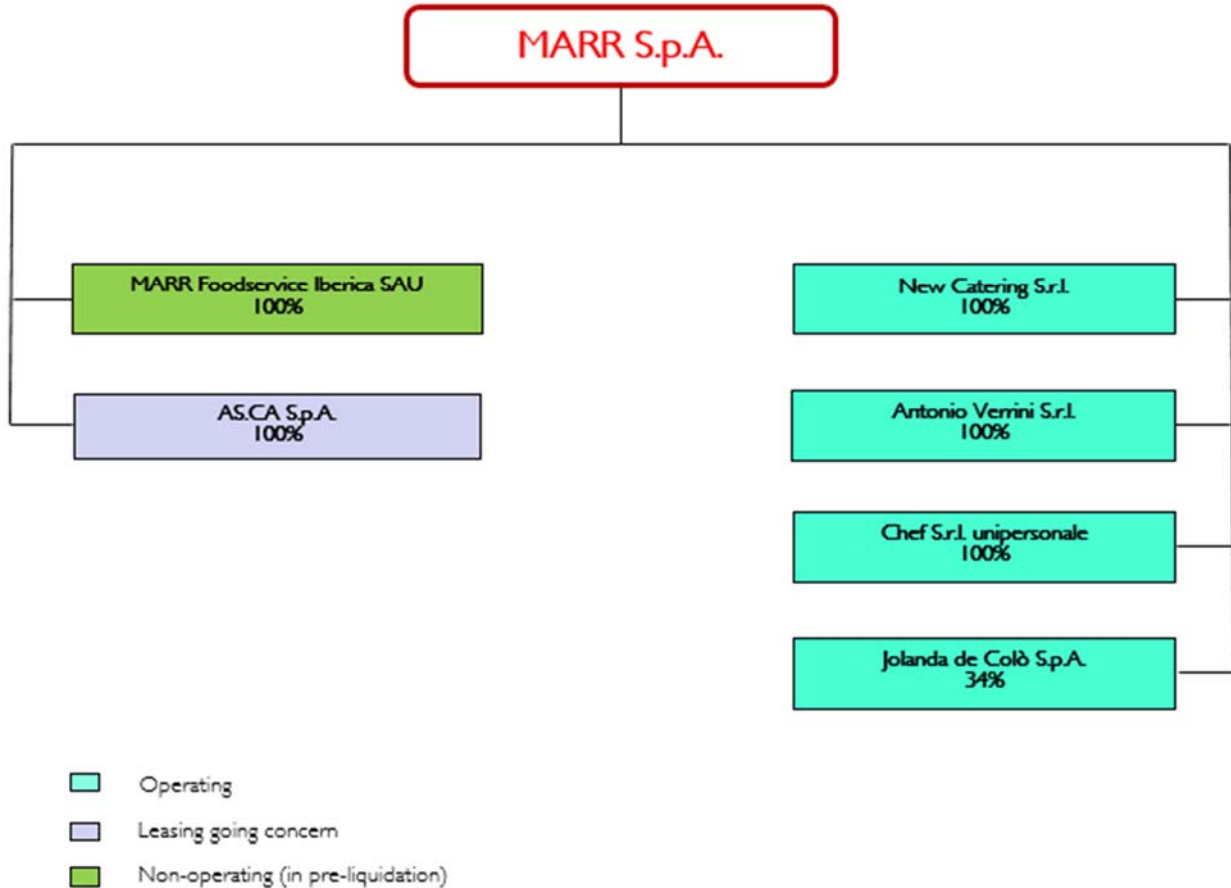 MARR S.p.A.
MARR Foodservice Iberica SAU
100%
AS.CA S.p.A.
100%
New Catering S.r.l.
100%
Antonio Verrini S.r.l.
100%
Chef S.r.l. unipersonale
100%
Jolanda de Colò S.p.A.
34%
Operating
Leasing going concern
Non-operating (in pre-liquidation)